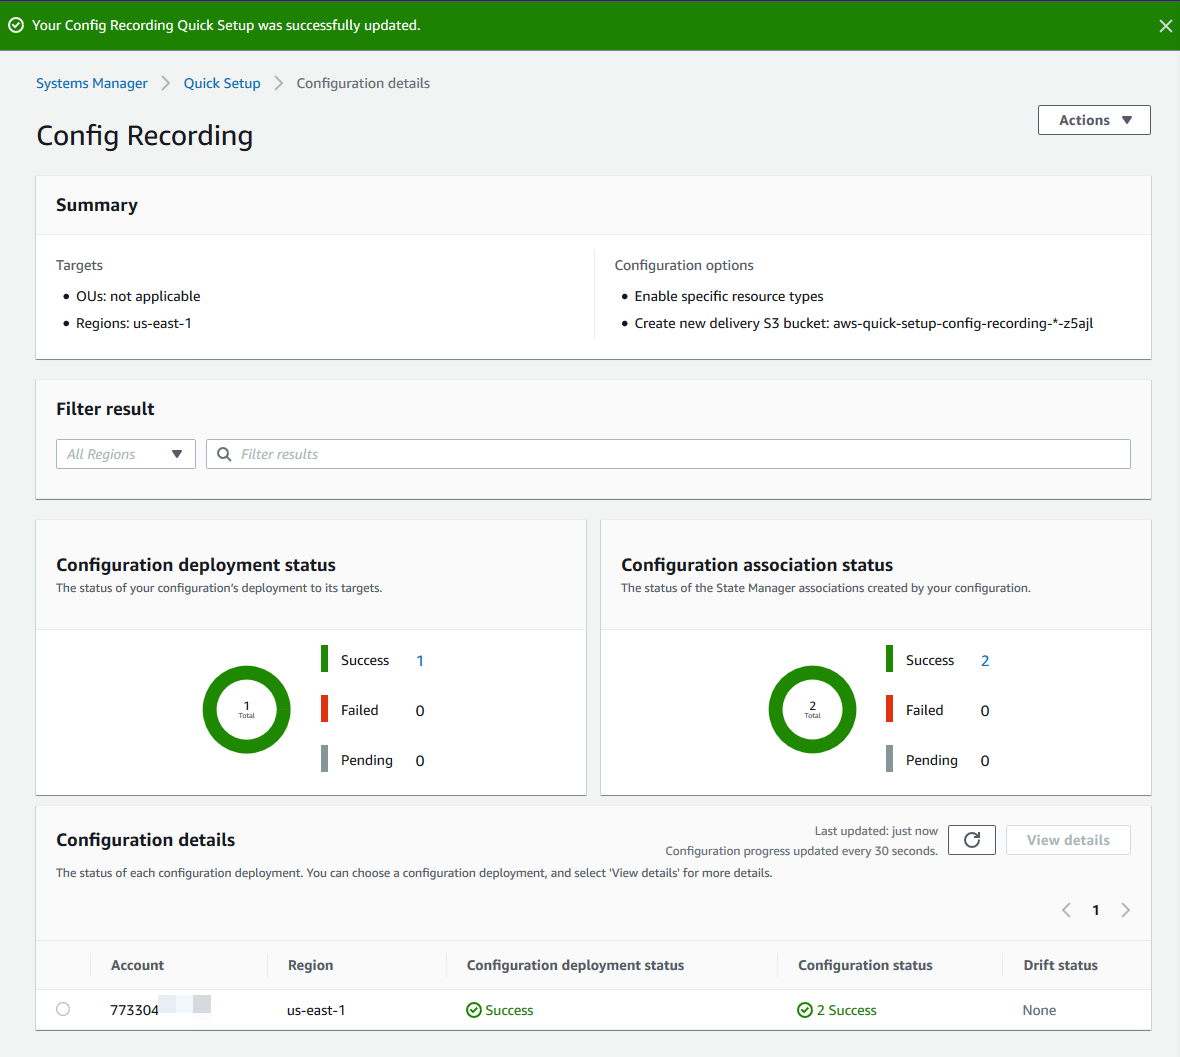 Your Config Recording Quick Setup was successfully updated.
Systems Manager Quick Setup Configuration details
Config Recording
Actions
Summary
Targets
OUs: not applicable
Regions: us-east-1
Configuration options
Enable specific resource types
Create new delivery S3 bucket: aws-quick-setup-config-recording-*-z5ajl
Filter result
All Regions
Filter results
Configuration deployment status
The status of your configuration's deployment to its targets.
1
Total
Success 1
Failed 0
Pending 0
Configuration association status
The status of the State Manager associations created by your configuration.
2
Total
Success 2
Failed 0
Pending 0
Configuration details
Last updated: just now
Configuration progress updated every 30 seconds.
View details
The status of each configuration deployment. You can choose a configuration deployment, and select 'View details' for more details.
1
Account Region Configuration deployment status Configuration status Drift status
773304 us-east-1 Success 2 Success None